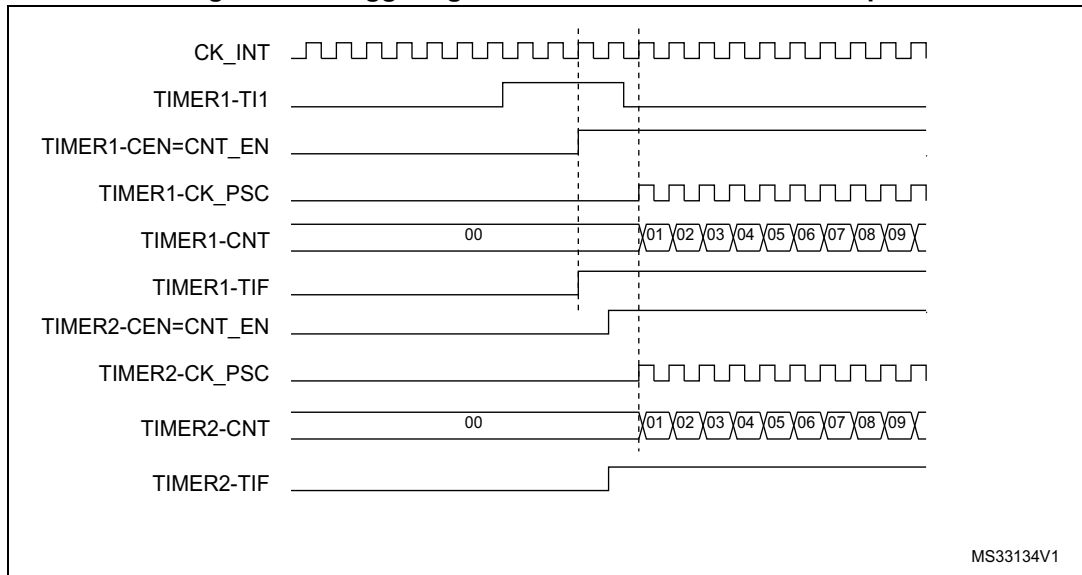 CK_INT
TIMER1-TI1
TIMER1-CEN=CNT_EN
TIMER1-CK_PSC
TIMER1-CNT 00 01 02 03 04 05 06 07 08 09
TIMER1-TIF
TIMER2-CEN=CNT_EN
TIMER2-CK_PSC
TIMER2-CNT 00 01 02 03 04 05 06 07 08 09
TIMER2-TIF
MS33134V1